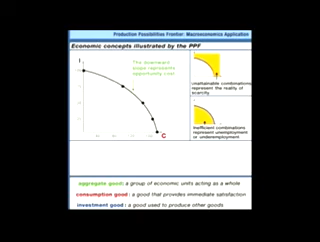 Production Possibilities Frontier: Macroeconomics Application
Economic concepts illustrated by the PPF
I
The downward
slope represents
opportunity cost
C
unattainable combinations
represent the reality of
scarcity
inefficient combinations
represent unemployment
or underemployment
aggregate good: a group of economic units acting as a whole
consumption good: a good that provides immediate satisfaction
investment good: a good used to produce other goods